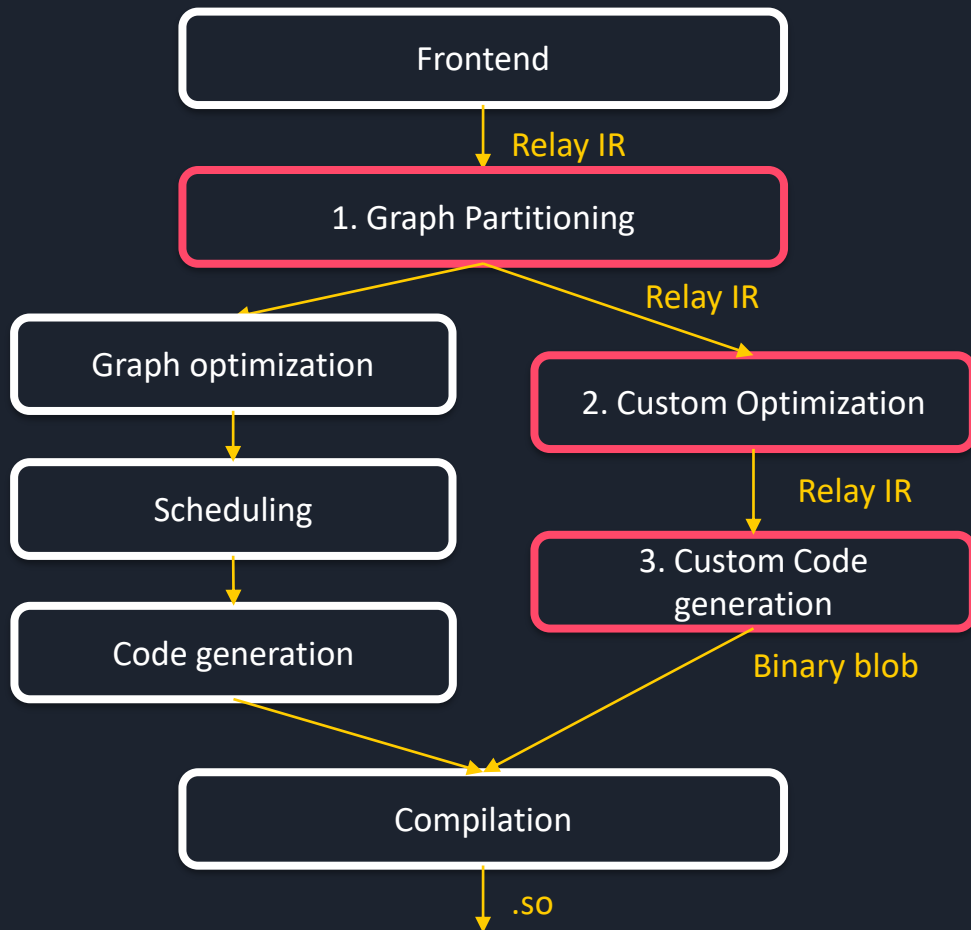 Frontend
Relay IR
1. Graph Partitioning
Relay IR
Graph optimization
2. Custom Optimization
Relay IR
Scheduling
3. Custom Code
generation
Code generation
Binary blob
Compilation
.so